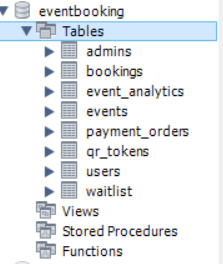 eventbooking
Tables
admins
bookings
event_analytics
events
payment_orders
qr_tokens
users
waitlist
Views
Stored Procedures
Functions